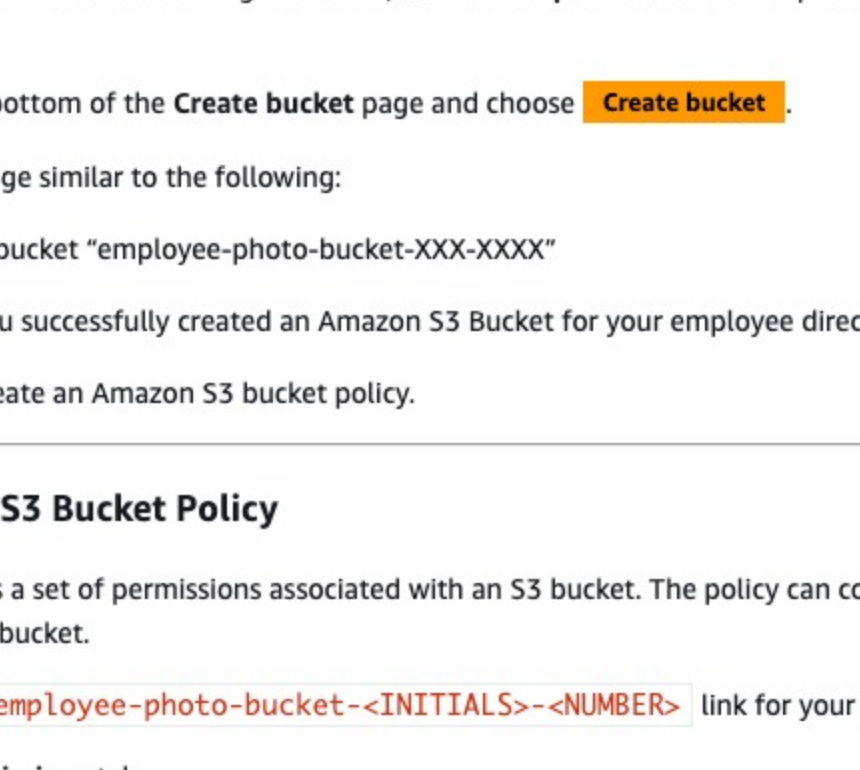 bottom of the Create bucket page and choose Create bucket .
ge similar to the following:
bucket “employee-photo-bucket-XXX-XXXX”
u successfully created an Amazon S3 Bucket for your employee direc
eate an Amazon S3 bucket policy.
S3 Bucket Policy
s a set of permissions associated with an S3 bucket. The policy can co
bucket.
employee-photo-bucket-<INITIALS>-<NUMBER> link for your